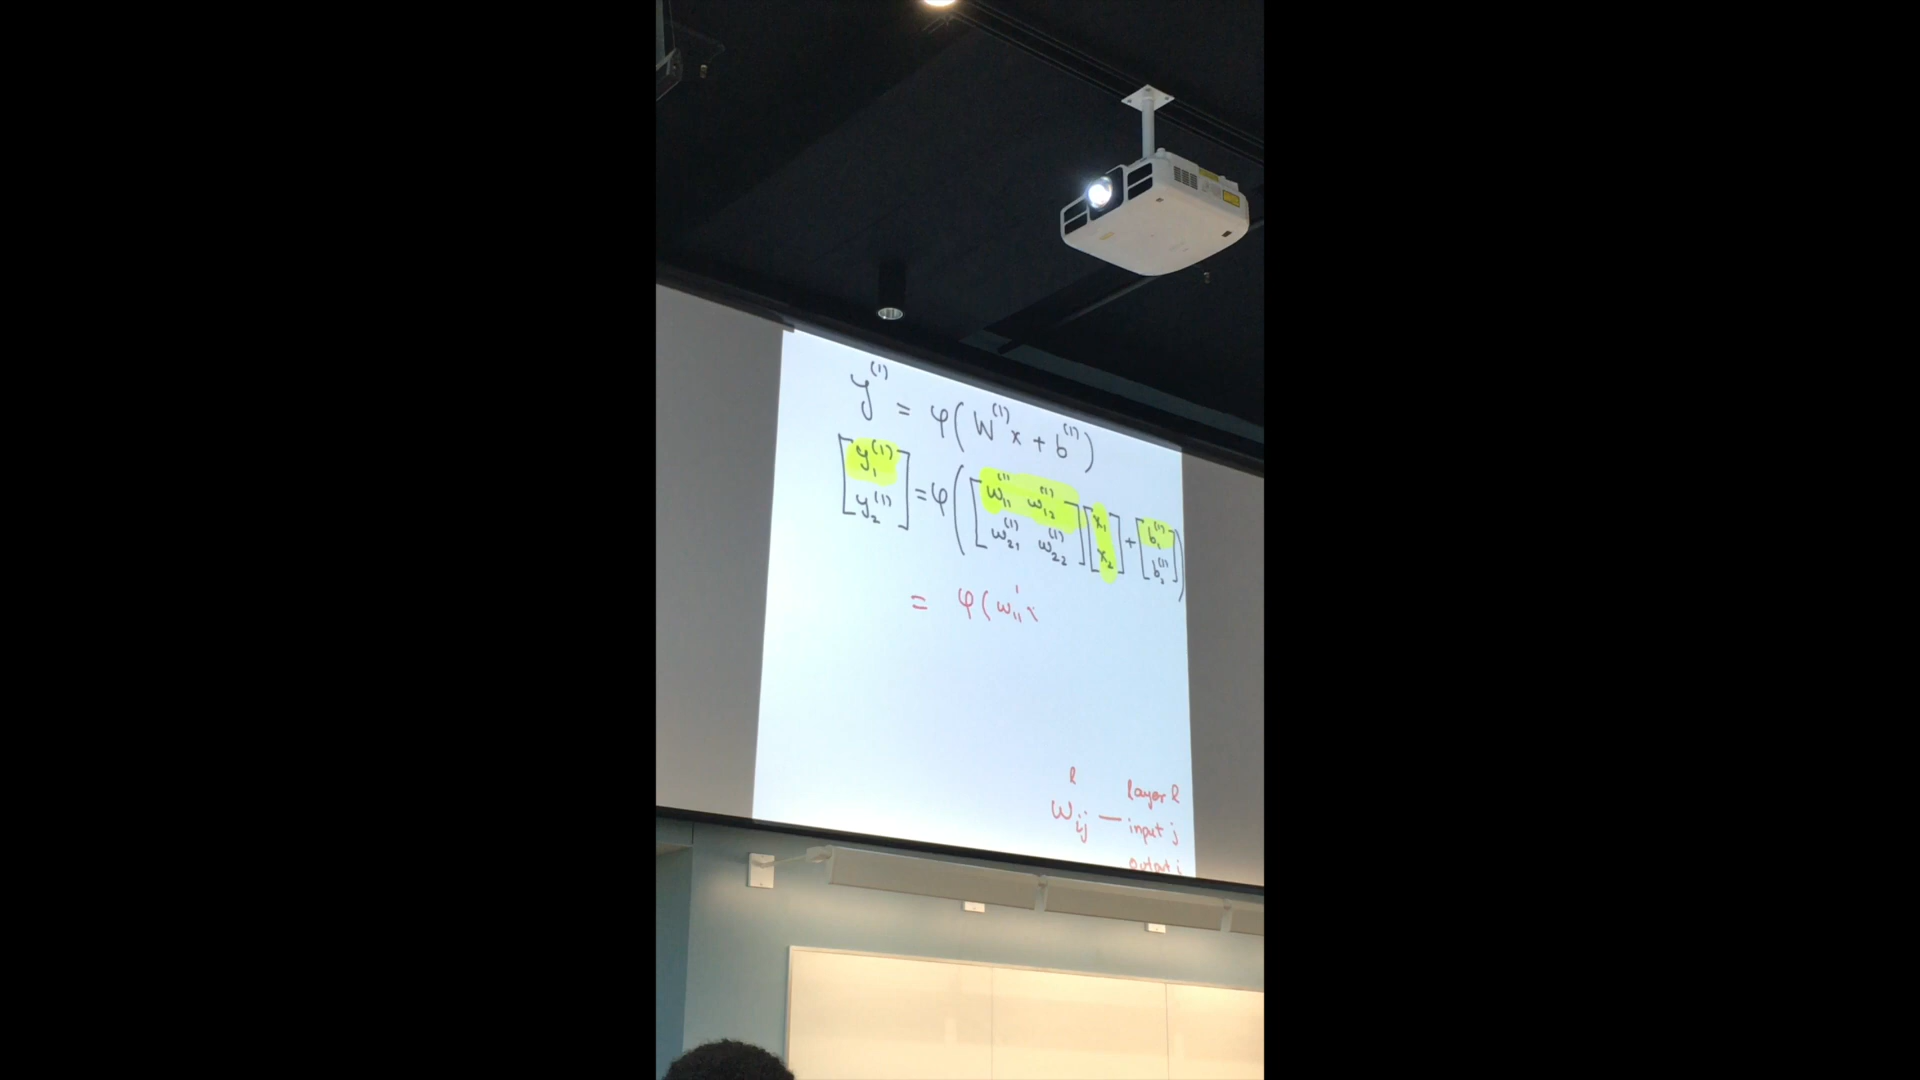 y⁽¹⁾ = φ(W⁽¹⁾x + b⁽¹⁾)
[y₁⁽¹⁾ y₂⁽¹⁾] = φ([w₁₁⁽¹⁾ w₁₂⁽¹⁾ w₂₁⁽¹⁾ w₂₂⁽¹⁾][x₁ x₂] + [b₁⁽¹⁾ b₂⁽¹⁾])
= φ(w₁₁¹
wᵢⱼˡ — layer l
input j
output i